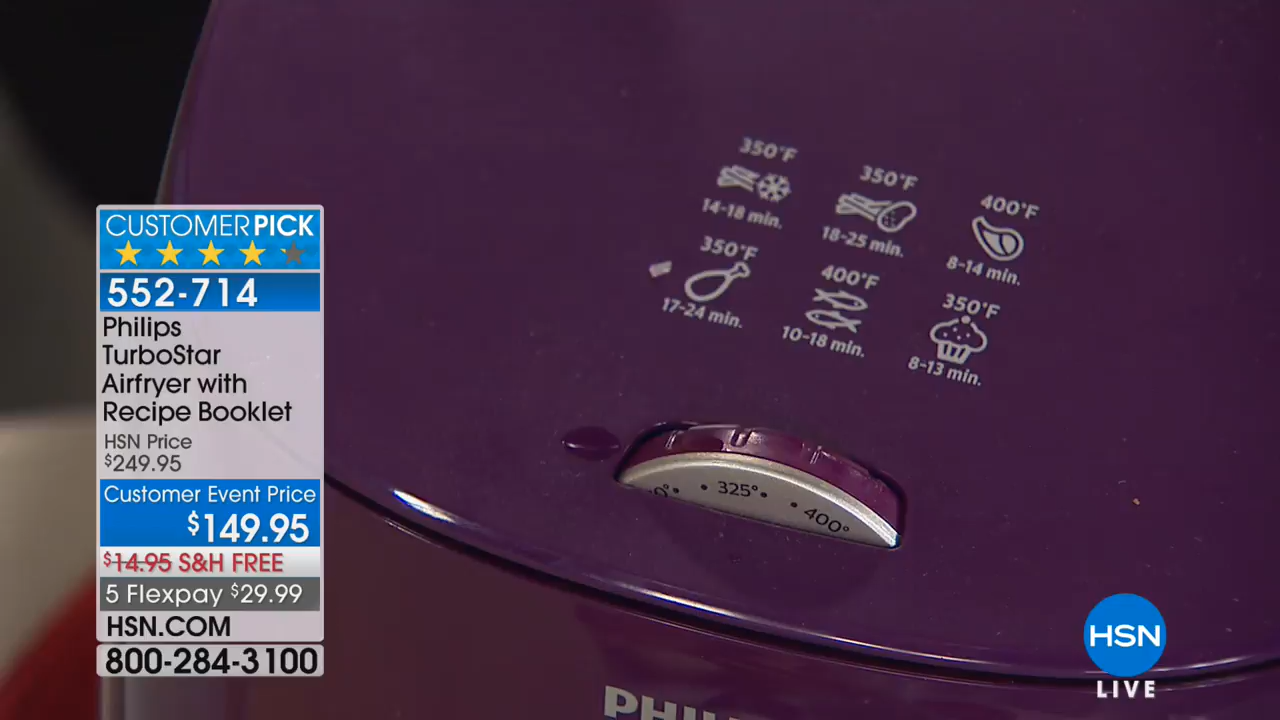 CUSTOMER PICK
552-714
Philips
TurboStar
Airfryer with
Recipe Booklet
HSN Price
$249.95
Customer Event Price
$149.95
$14.95 S&H FREE
5 Flexpay $29.99
HSN.COM
800-284-3100
350°F
14-18 min.
350°F
18-25 min.
400°F
8-14 min.
350°F
17-24 min.
400°F
10-18 min.
350°F
8-13 min.
325°
400°
HSN
LIVE